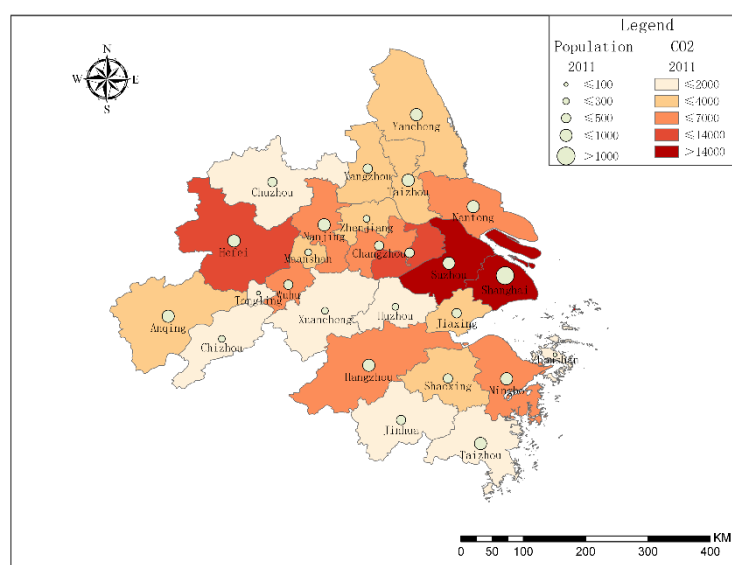 Legend
Population
CO2
2011
2011
≤100
≤2000
≤300
≤4000
≤500
≤7000
≤1000
≤14000
>1000
>14000
N
W
E
S
Yancheng
Yangzhou
Taizhou
Chuzhou
Nantong
Zhenjiang
Nanjing
Hefei
Maanshan
Changzhou
Suzhou
Shanghai
Wuhu
Tongling
Anqing
Xuancheng
Huzhou
Jiaxing
Chizhou
Zhoushan
Hangzhou
Shaoxing
Ningbo
Jinhua
Taizhou
KM
0 50 100 200 300 400